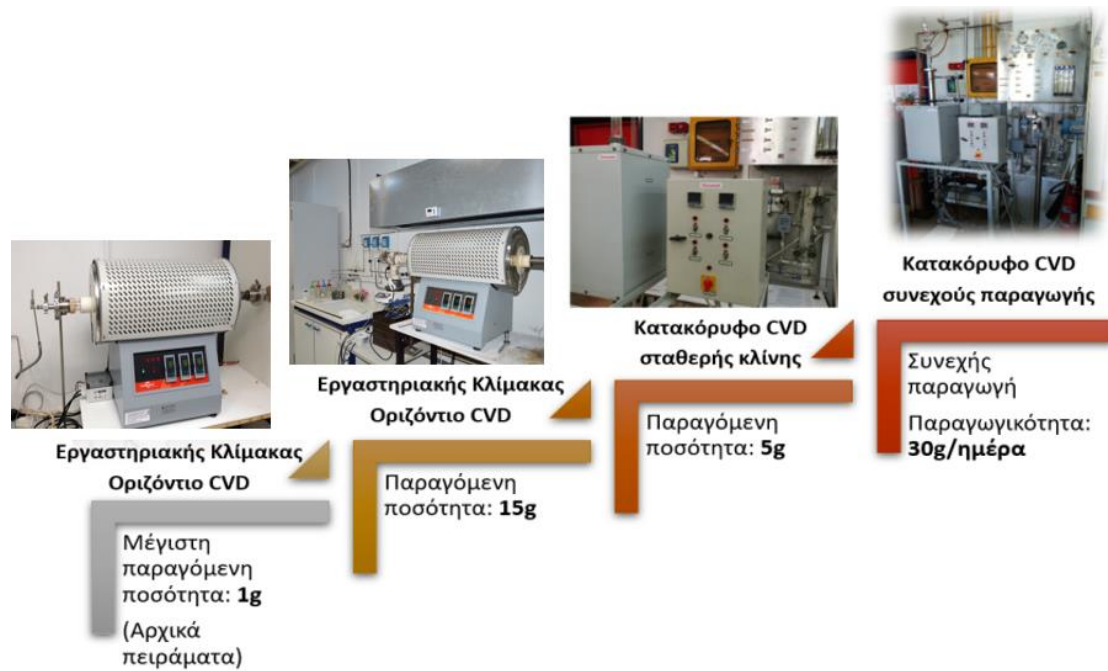 Εργαστηριακής Κλίμακας
Οριζόντιο CVD
Μέγιστη
παραγόμενη
ποσότητα: 1g
(Αρχικά
πειράματα)
Εργαστηριακής Κλίμακας
Οριζόντιο CVD
Παραγόμενη
ποσότητα: 15g
Κατακόρυφο CVD
σταθερής κλίνης
Παραγόμενη
ποσότητα: 5g
Κατακόρυφο CVD
συνεχούς παραγωγής
Συνεχής
παραγωγή
Παραγωγικότητα:
30g/ημέρα